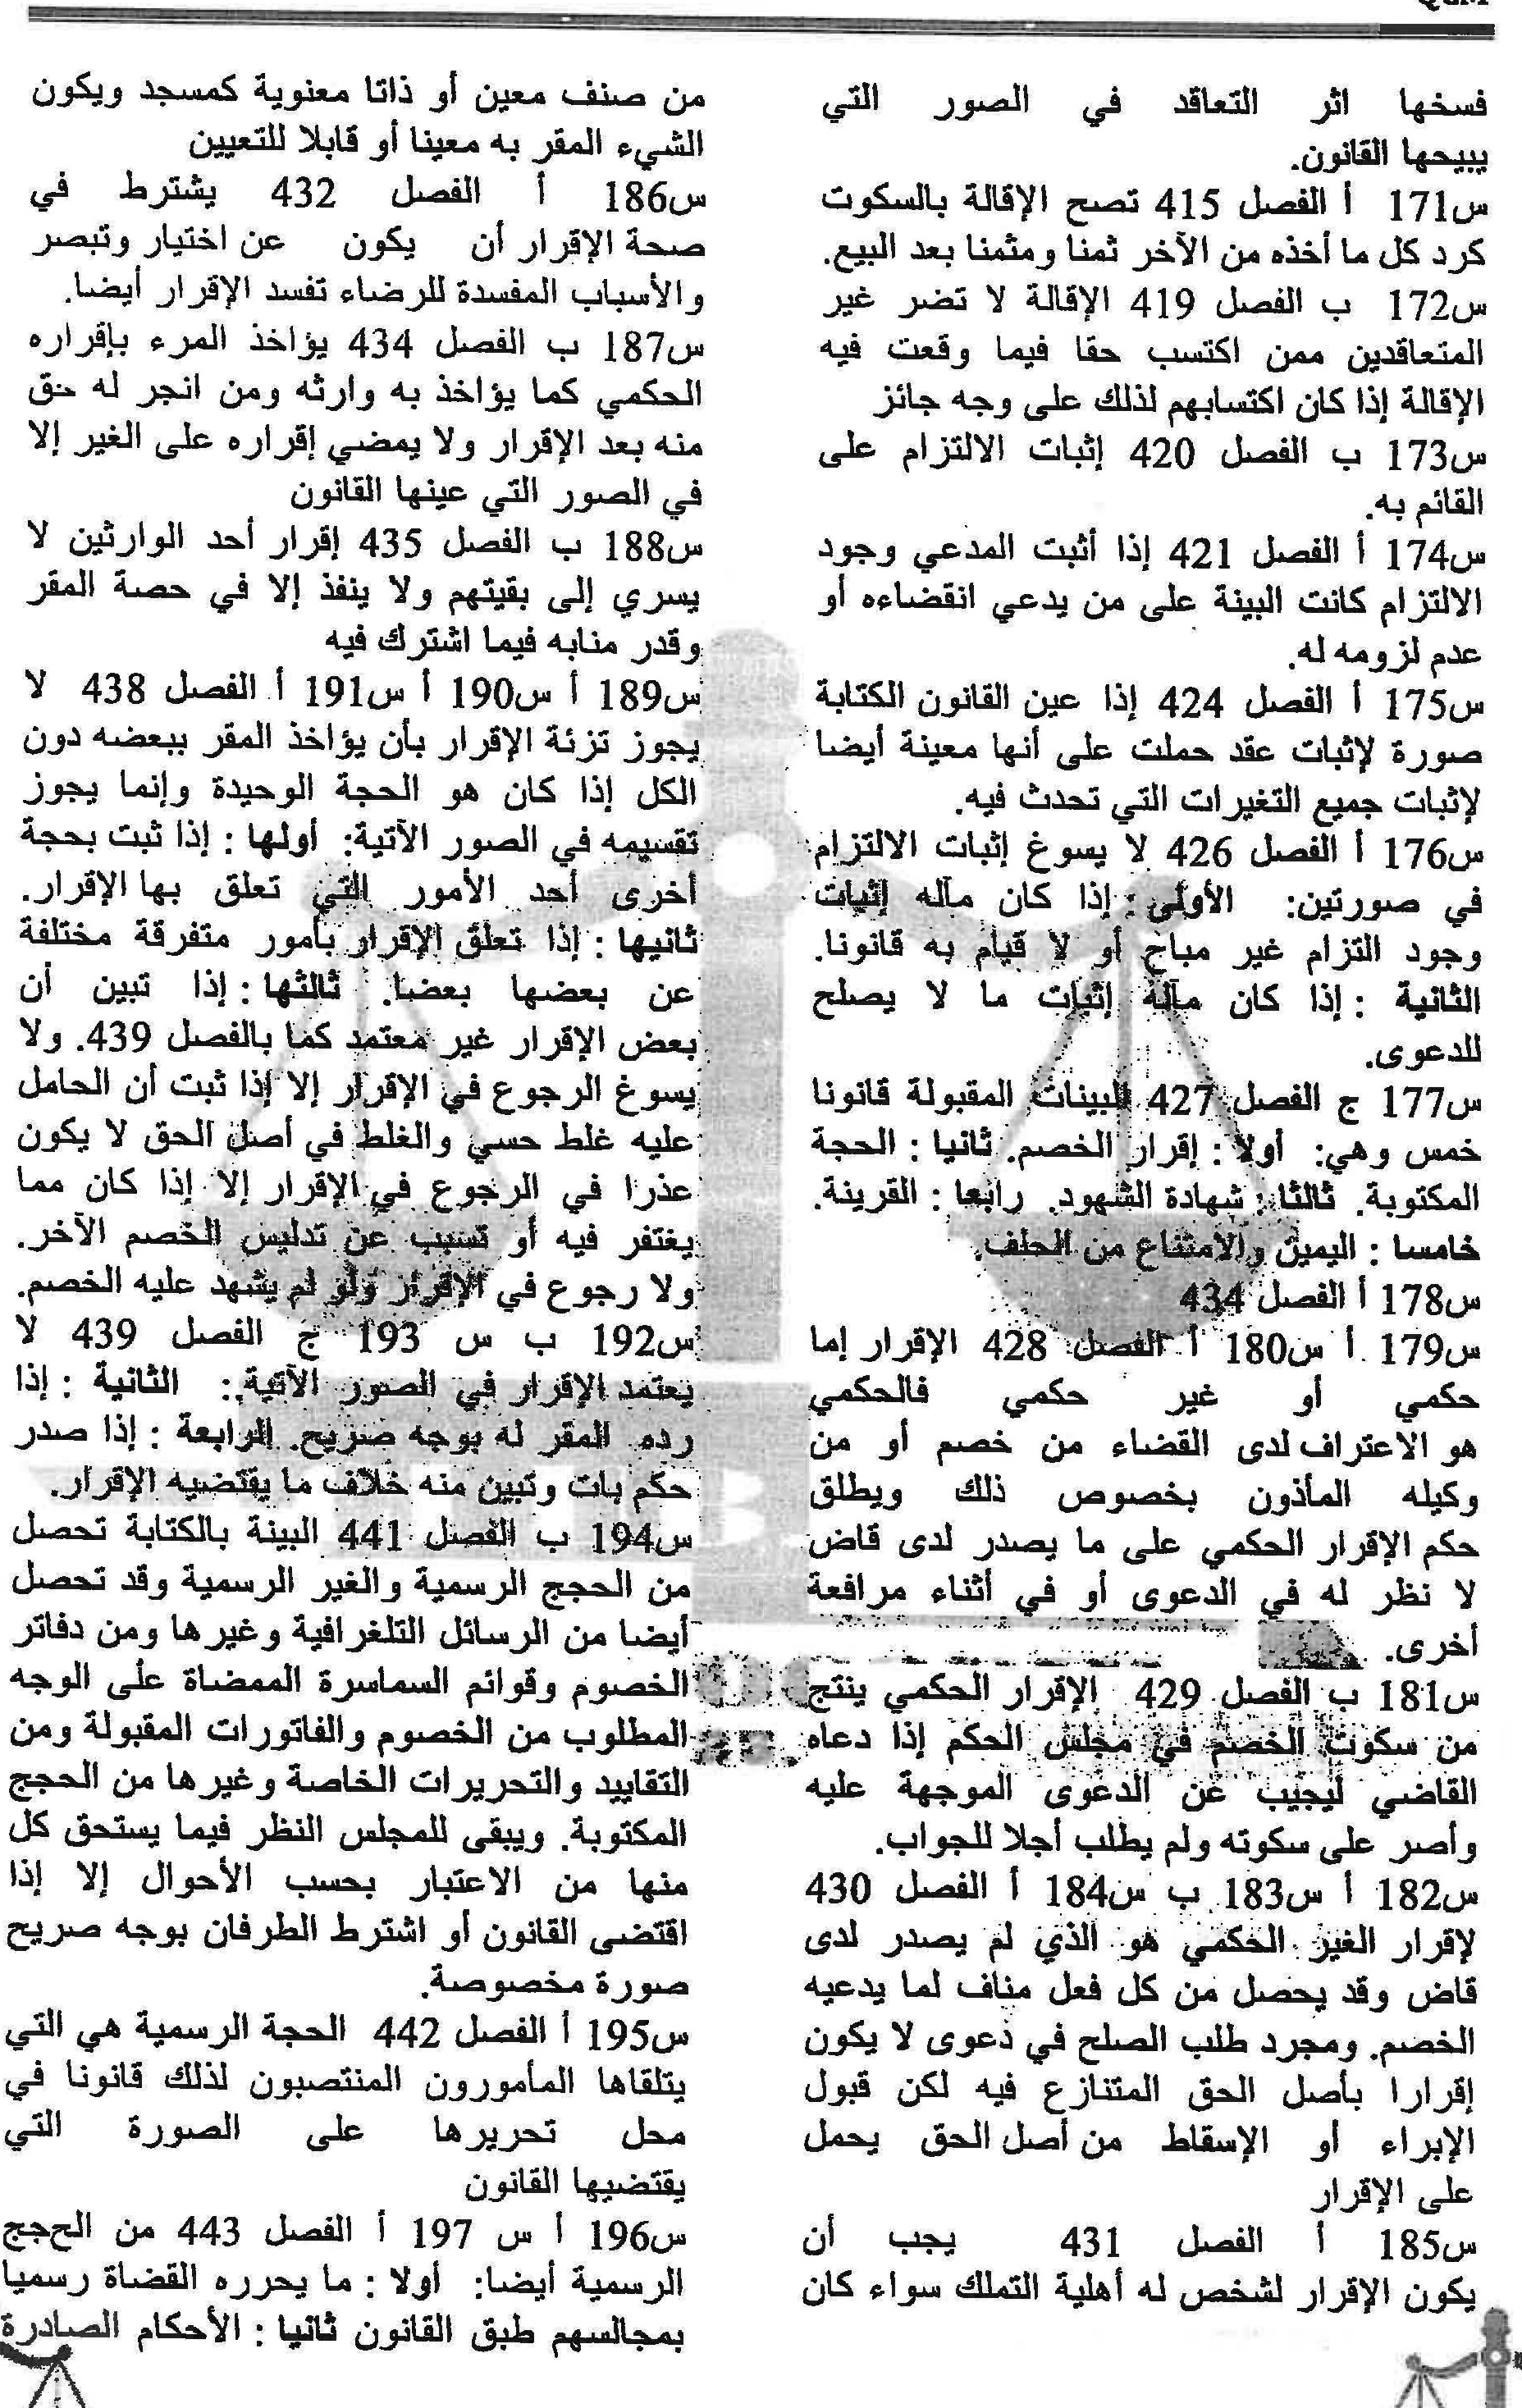 فسخها اثر التعاقد في الصور التي
يبيحها القانون.
س171 أ الفصل 415 تصح الإقالة بالسكوت
كرد كل ما أخذه من الآخر ثمنا ومثمنا بعد البيع.
س172 ب الفصل 419 الإقالة لا تضر غير
المتعاقدين ممن اكتسب حقا فيما وقعت فيه
الإقالة إذا كان اكتسابهم لذلك على وجه جائز
س173 ب الفصل 420 إثبات الالتزام على
القائم به.
س174 أ الفصل 421 إذا أثبت المدعي وجود
الالتزام كانت البينة على من يدعي انقضاءه أو
عدم لزومه له.
س175 أ الفصل 424 إذا عين القانون الكتابة
صورة لإثبات عقد حملت على أنها معينة أيضا
لإثبات جميع التغيرات التي تحدث فيه.
س176 أ الفصل 426 لا يسوغ إثبات الالتزام
في صورتين: الأولى : إذا كان مآله إثبات
وجود التزام غير مباح أو لا قيام به قانونا.
الثانية : إذا كان مآله إثبات ما لا يصلح
للدعوى.
س177 ج الفصل 427 البينات المقبولة قانونا
خمس وهي: أولا : إقرار الخصم. ثانيا : الحجة
المكتوبة. ثالثا : شهادة الشهود. رابعا : القرينة.
خامسا : اليمين والامتناع من الحلف.
س178 أ الفصل 434
س179 أ س180 أ الفصل 428 الإقرار إما
حكمي أو غير حكمي فالحكمي
هو الاعتراف لدى القضاء من خصم أو من
وكيله المأذون بخصوص ذلك ويطلق
حكم الإقرار الحكمي على ما يصدر لدى قاض
لا نظر له في الدعوى أو في أثناء مرافعة
أخرى.
س181 ب الفصل 429 الإقرار الحكمي ينتج
من سكوت الخصم في مجلس الحكم إذا دعاه
القاضي ليجيب عن الدعوى الموجهة عليه
وأصر على سكوته ولم يطلب أجلا للجواب.
س182 أ س183 ب س184 أ الفصل 430
لإقرار الغير الحكمي هو الذي لم يصدر لدى
قاض وقد يحصل من كل فعل مناف لما يدعيه
الخصم. ومجرد طلب الصلح في دعوى لا يكون
إقرارا بأصل الحق المتنازع فيه لكن قبول
الإبراء أو الإسقاط من أصل الحق يحمل
على الإقرار
س185 أ الفصل 431 يجب أن
يكون الإقرار لشخص له أهلية التملك سواء كان
من صنف معين أو ذاتا معنوية كمسجد ويكون
الشيء المقر به معينا أو قابلا للتعيين
س186 أ الفصل 432 يشترط في
صحة الإقرار أن يكون عن اختيار وتبصر
والأسباب المفسدة للرضاء تفسد الإقرار أيضا.
س187 ب الفصل 434 يؤاخذ المرء بإقراره
الحكمي كما يؤاخذ به وارثه ومن انجر له حق
منه بعد الإقرار ولا يمضي إقراره على الغير إلا
في الصور التي عينها القانون
س188 ب الفصل 435 إقرار أحد الوارثين لا
يسري إلى بقيتهم ولا ينفذ إلا في حصة المقر
وقدر منابه فيما اشترك فيه
س189 أ س190 أ س191 أ الفصل 438 لا
يجوز تزئة الإقرار بأن يؤاخذ المقر ببعضه دون
الكل إذا كان هو الحجة الوحيدة وإنما يجوز
تقسيمه في الصور الآتية: أولها : إذا ثبت بحجة
أخرى أحد الأمور التي تعلق بها الإقرار.
ثانيها : إذا تعلق الإقرار بأمور متفرقة مختلفة
عن بعضها بعضا. ثالثها : إذا تبين أن
بعض الإقرار غير معتمد كما بالفصل 439. ولا
يسوغ الرجوع في الإقرار إلا إذا ثبت أن الحامل
عليه غلط حسي والغلط في أصل الحق لا يكون
عذرا في الرجوع في الإقرار إلا إذا كان مما
يغتفر فيه أو تسبب عن تدليس الخصم الآخر.
ولا رجوع في الإقرار ولو لم يشهد عليه الخصم.
س192 ب س 193 ج الفصل 439 لا
يعتمد الإقرار في الصور الآتية: الثانية : إذا
رده المقر له بوجه صريح. الرابعة : إذا صدر
حكم بات وتبين منه خلاف ما يقتضيه الإقرار.
س194 ب الفصل 441 البينة بالكتابة تحصل
من الحجج الرسمية والغير الرسمية وقد تحصل
أيضا من الرسائل التلغرافية وغيرها ومن دفاتر
الخصوم وقوائم السماسرة الممضاة على الوجه
المطلوب من الخصوم والفاتورات المقبولة ومن
التقاييد والتحريرات الخاصة وغيرها من الحجج
المكتوبة. ويبقى للمجلس النظر فيما يستحق كل
منها من الاعتبار بحسب الأحوال إلا إذا
اقتضى القانون أو اشترط الطرفان بوجه صريح
صورة مخصوصة.
س195 أ الفصل 442 الحجة الرسمية هي التي
يتلقاها المأمورون المنتصبون لذلك قانونا في
محل تحريرها على الصورة التي
يقتضيها القانون
س196 أ س 197 أ الفصل 443 من الحجج
الرسمية أيضا: أولا : ما يحرره القضاة رسميا
بمجالسهم طبق القانون ثانيا : الأحكام الصادرة